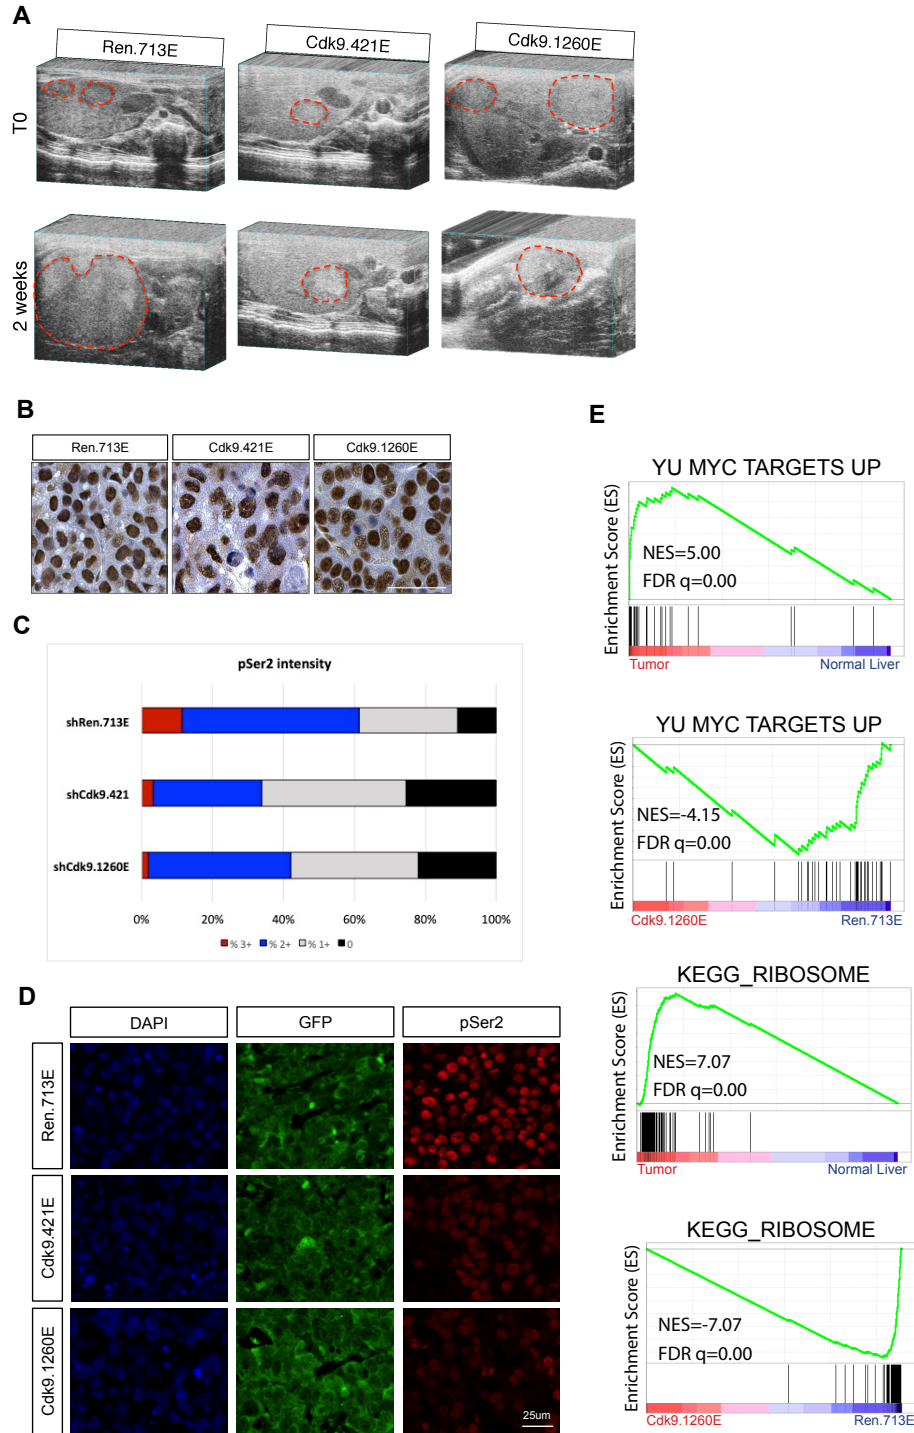 A
Ren.713E
Cdk9.421E
Cdk9.1260E
T0
2 weeks
B
Ren.713E
Cdk9.421E
Cdk9.1260E
C
pSer2 intensity
shRen.713E
shCdk9.421
shCdk9.1260E
0% 20% 40% 60% 80% 100%
% 3+ % 2+ % 1+ 0
D
DAPI
GFP
pSer2
Ren.713E
Cdk9.421E
Cdk9.1260E
25um
E
YU MYC TARGETS UP
Enrichment Score (ES)
NES=5.00
FDR q=0.00
Tumor
Normal Liver
YU MYC TARGETS UP
Enrichment Score (ES)
NES=-4.15
FDR q=0.00
Cdk9.1260E
Ren.713E
KEGG_RIBOSOME
Enrichment Score (ES)
NES=7.07
FDR q=0.00
Tumor
Normal Liver
KEGG_RIBOSOME
Enrichment Score (ES)
NES=-7.07
FDR q=0.00
Cdk9.1260E
Ren.713E